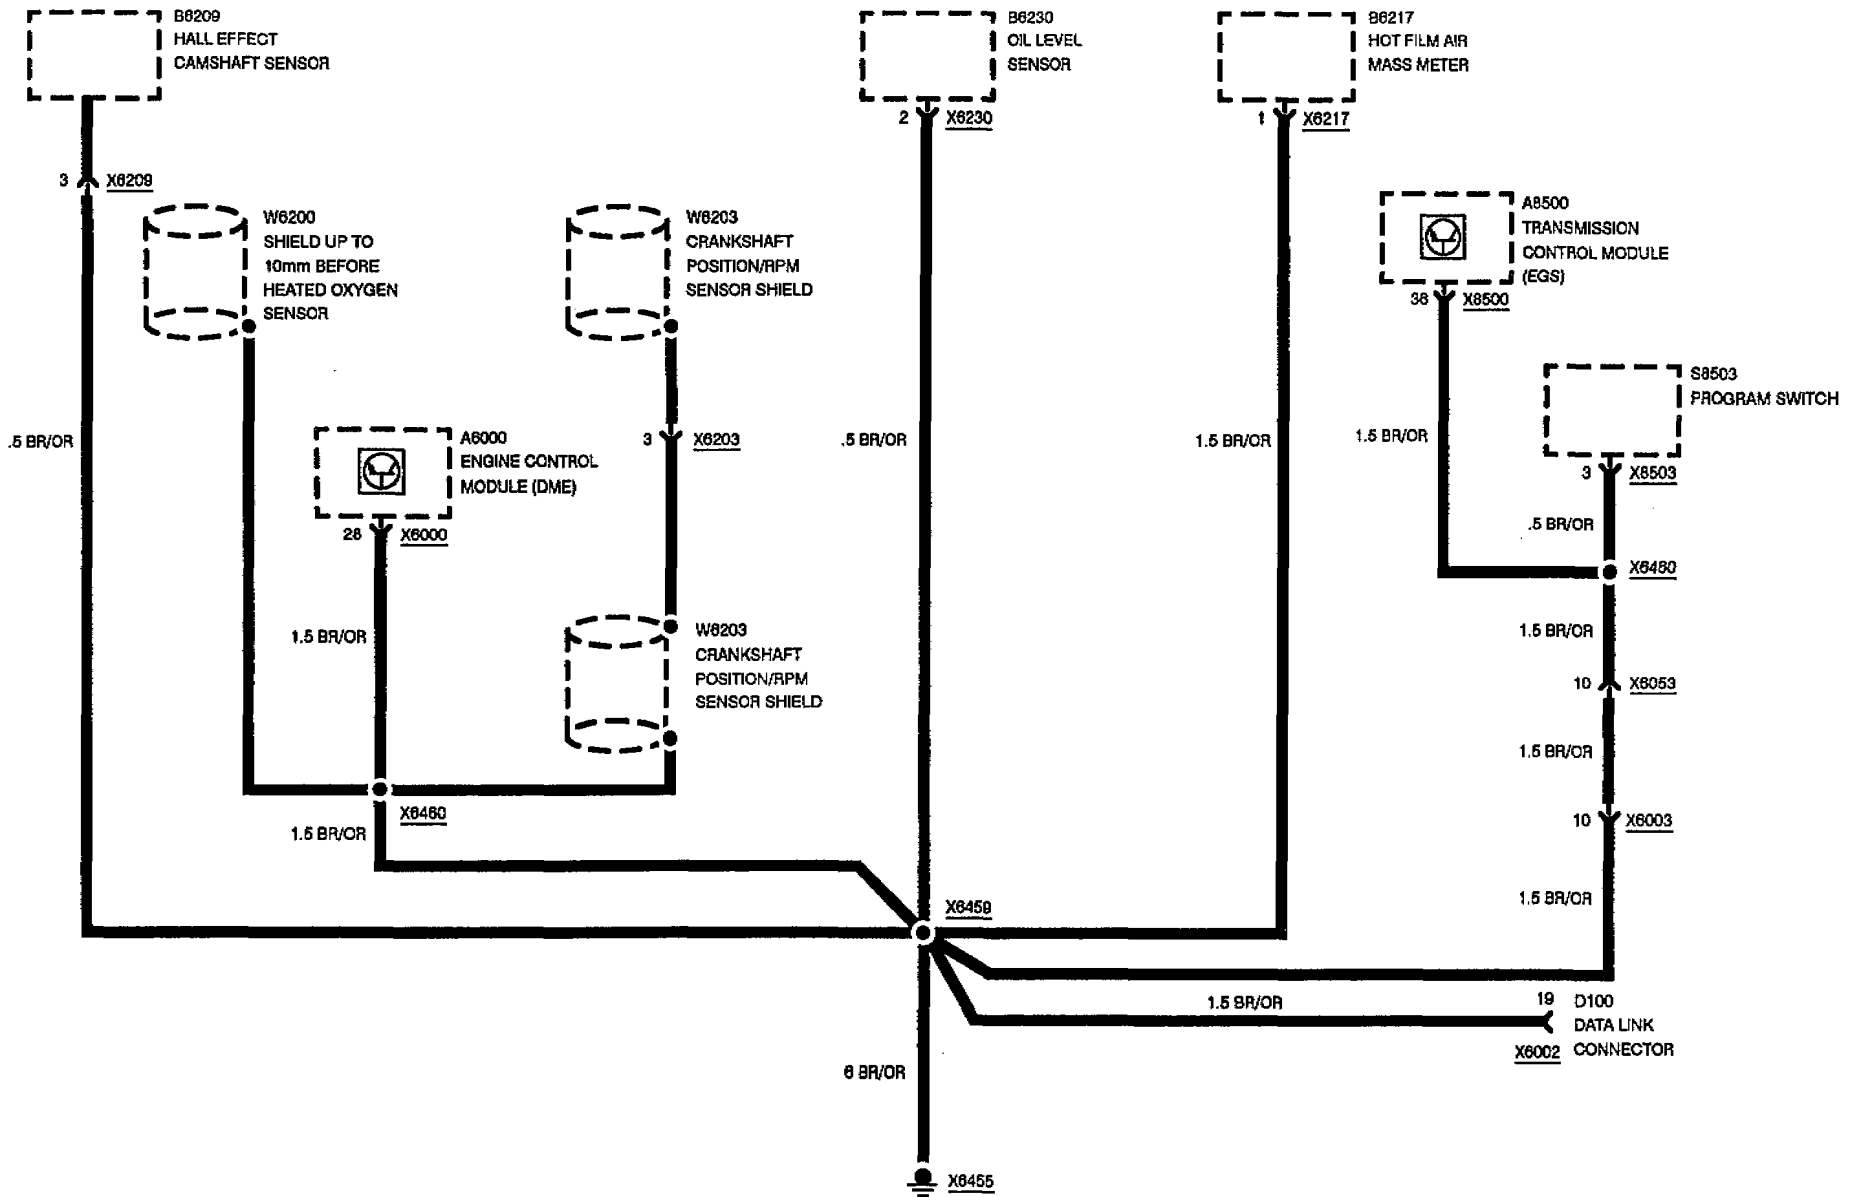 B6209
HALL EFFECT
CAMSHAFT SENSOR
B6230
OIL LEVEL
SENSOR
B6217
HOT FILM AIR
MASS METER
2
X6230
1
X6217
3
X6209
W6200
SHIELD UP TO
10mm BEFORE
HEATED OXYGEN
SENSOR
W6203
CRANKSHAFT
POSITION/RPM
SENSOR SHIELD
A8500
TRANSMISSION
CONTROL MODULE
(EGS)
36
X8500
S8503
PROGRAM SWITCH
.5 BR/OR
A6000
ENGINE CONTROL
MODULE (DME)
3
X6203
.5 BR/OR
1.5 BR/OR
1.5 BR/OR
3
X8503
28
X6000
.5 BR/OR
X6460
1.5 BR/OR
W6203
CRANKSHAFT
POSITION/RPM
SENSOR SHIELD
1.5 BR/OR
10
X6053
1.5 BR/OR
X6460
1.5 BR/OR
10
X6003
1.5 BR/OR
X6459
1.5 BR/OR
19
D100
DATA LINK
CONNECTOR
X6002
6 BR/OR
X6455